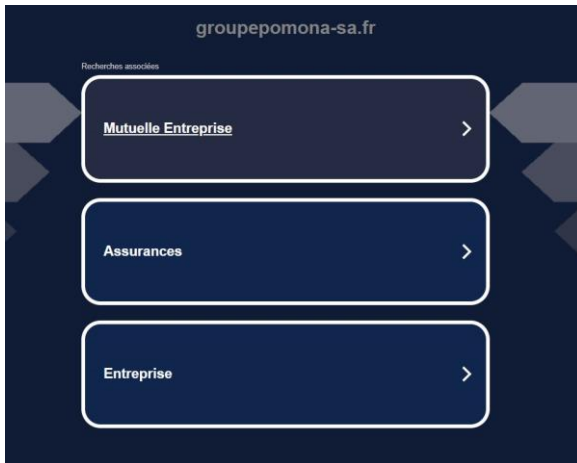 groupepomona-sa.fr
Recherches associées
Mutuelle Entreprise
Assurances
Entreprise